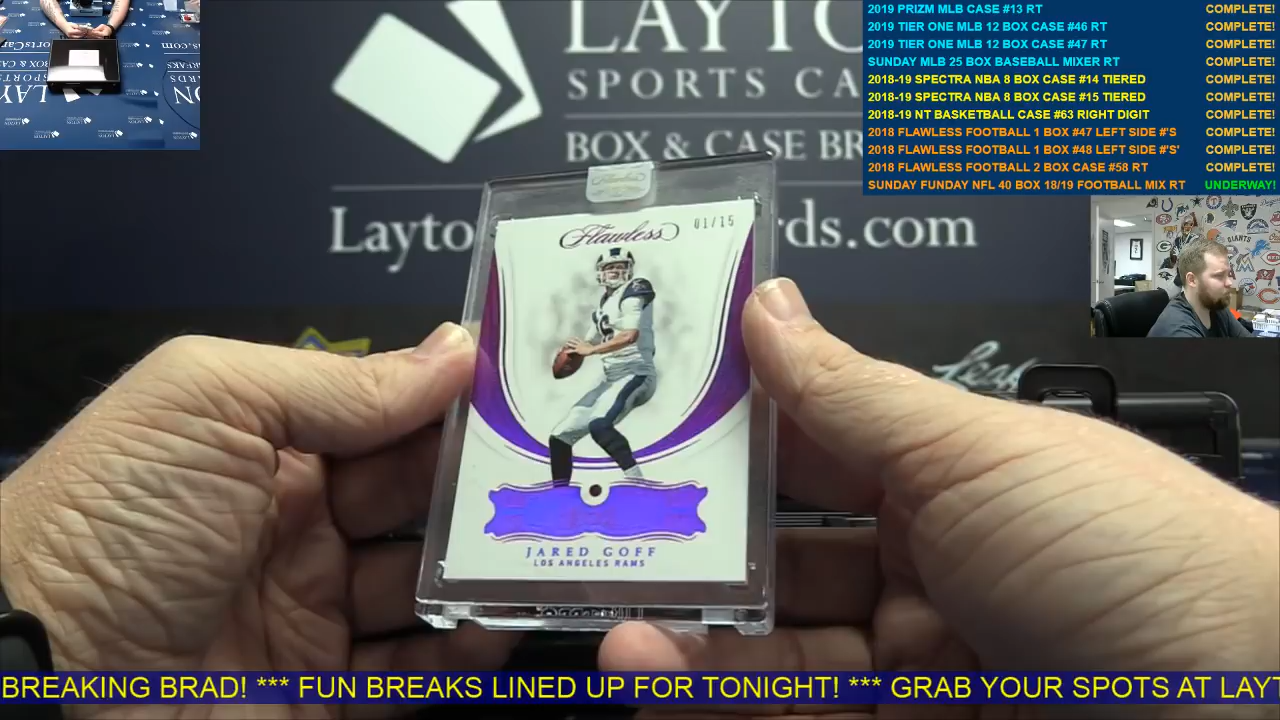 2019 PRIZM MLB CASE #13 RT COMPLETE!
2019 TIER ONE MLB 12 BOX CASE #46 RT COMPLETE!
2019 TIER ONE MLB 12 BOX CASE #47 RT COMPLETE!
SUNDAY MLB 25 BOX BASEBALL MIXER RT COMPLETE!
2018-19 SPECTRA NBA 8 BOX CASE #14 TIERED COMPLETE!
2018-19 SPECTRA NBA 8 BOX CASE #15 TIERED COMPLETE!
2018-19 NT BASKETBALL CASE #63 RIGHT DIGIT COMPLETE!
2018 FLAWLESS FOOTBALL 1 BOX #47 LEFT SIDE #'S COMPLETE!
2018 FLAWLESS FOOTBALL 1 BOX #48 LEFT SIDE #'S' COMPLETE!
2018 FLAWLESS FOOTBALL 2 BOX CASE #58 RT COMPLETE!
SUNDAY FUNDAY NFL 40 BOX 18/19 FOOTBALL MIX RT UNDERWAY!
LAYTO
SPORTS CA
BOX & CASE BR
Layto rds.com
GIANTS
Flawless
01/15
JARED GOFF
LOS ANGELES RAMS
Leaf
BREAKING BRAD! *** FUN BREAKS LINED UP FOR TONIGHT! *** GRAB YOUR SPOTS AT LAYT